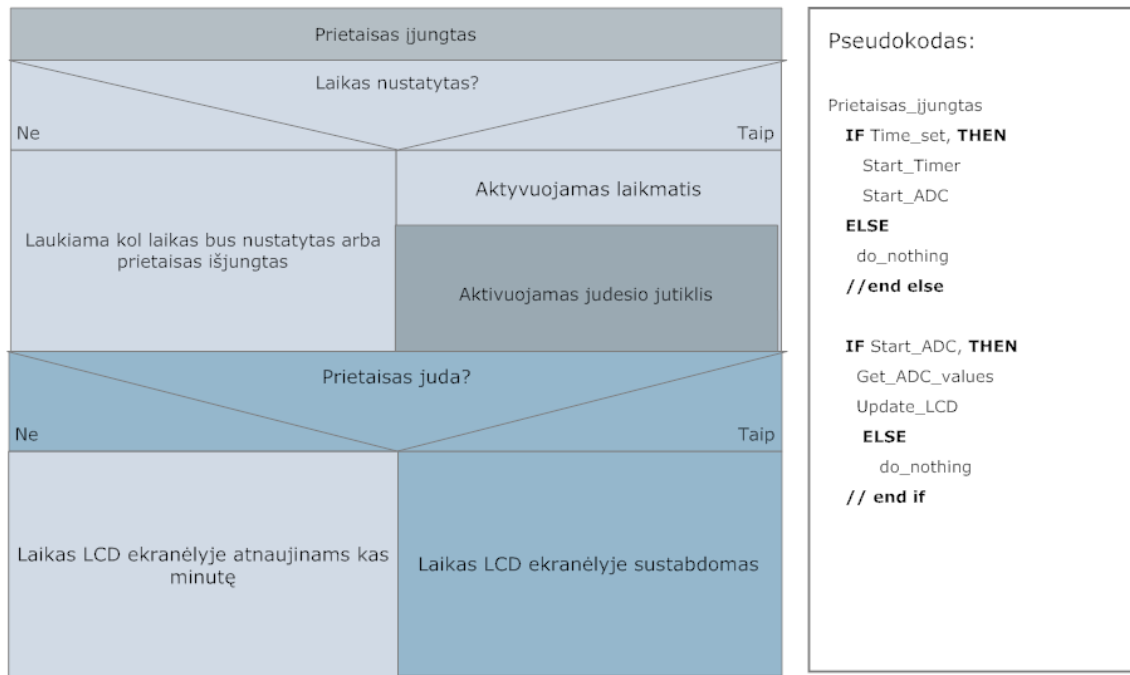 Prietaisas įjungtas
Laikas nustatytas?
Ne
Taip
Laukiama kol laikas bus nustatytas arba
prietaisas išjungtas
Aktyvuojamas laikmatis
Aktivuojamas judesio jutiklis
Prietaisas juda?
Ne
Taip
Laikas LCD ekranėlyje atnaujinams kas
minutę
Laikas LCD ekranėlyje sustabdomas
Pseudokodas:
Prietaisas_įjungtas
IF Time_set, THEN
Start_Timer
Start_ADC
ELSE
do_nothing
//end else
IF Start_ADC, THEN
Get_ADC_values
Update_LCD
ELSE
do_nothing
// end if